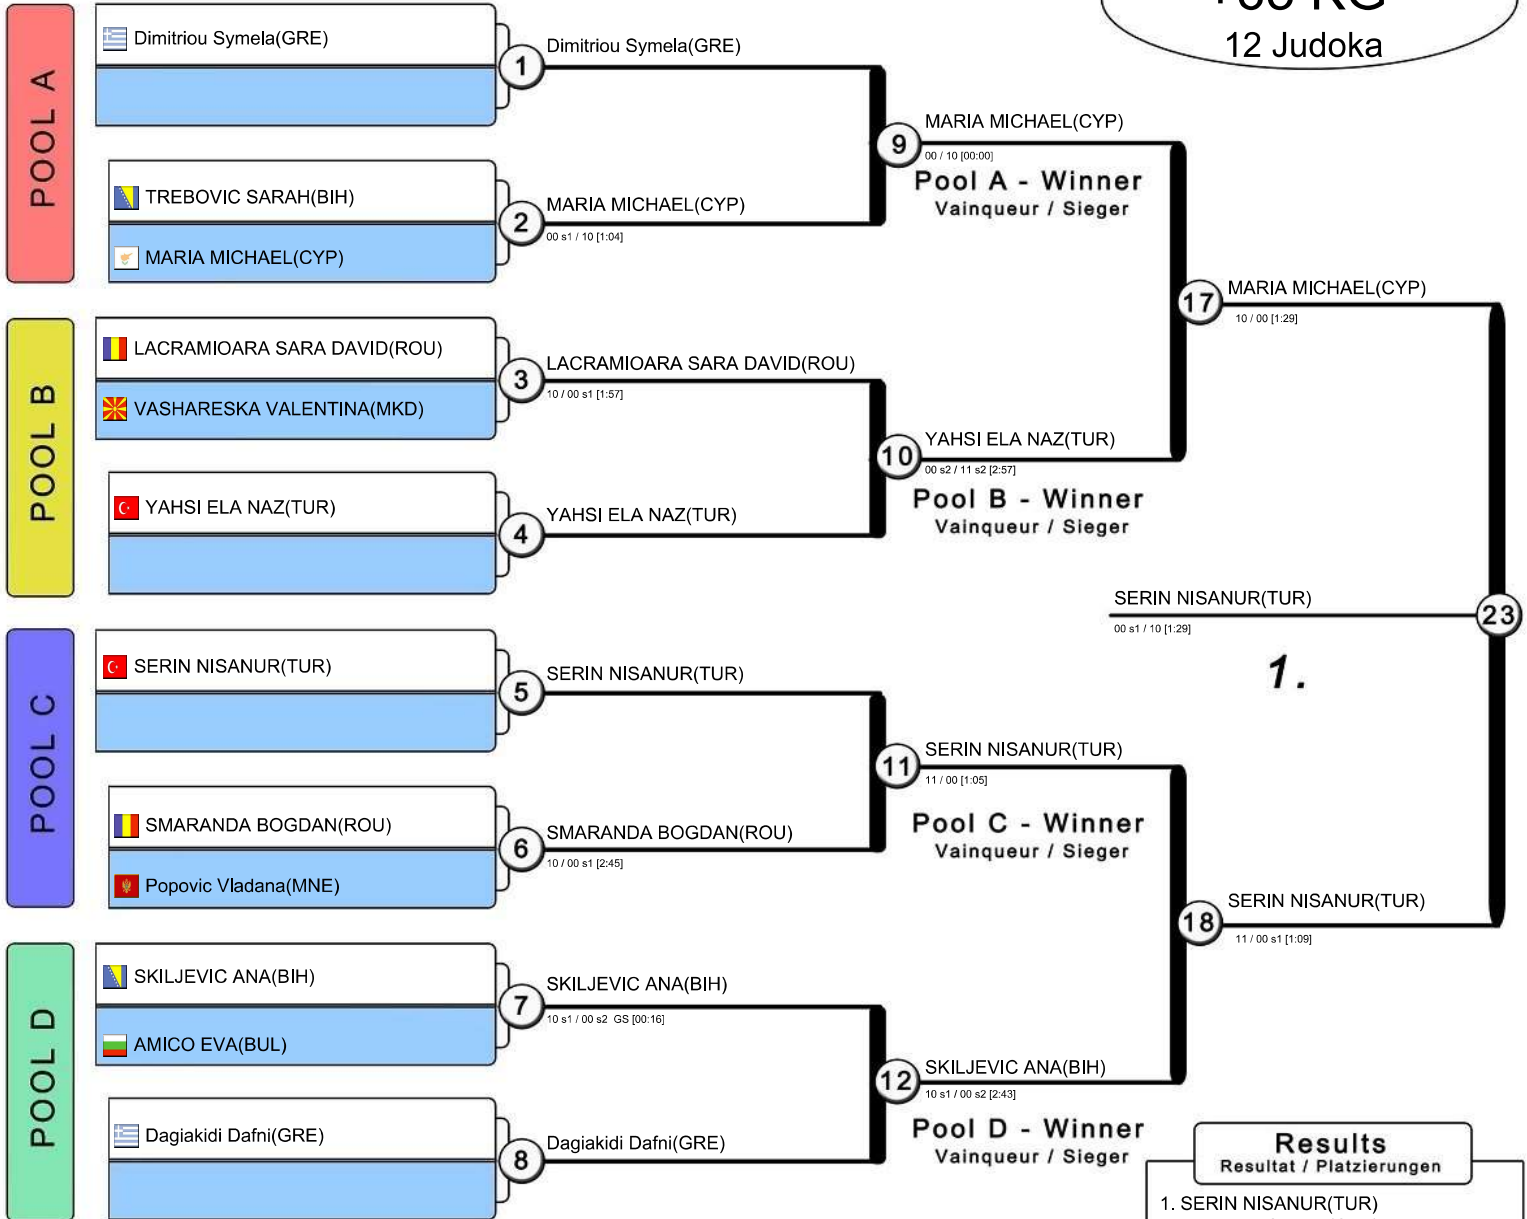 +63 KG
12 Judoka
POOL A
Dimitriou Symela(GRE)
1
Dimitriou Symela(GRE)
TREBOVIC SARAH(BIH)
MARIA MICHAEL(CYP)
2
MARIA MICHAEL(CYP)
00 s1 / 10 [1:04]
9
MARIA MICHAEL(CYP)
00 / 10 [00:00]
Pool A - Winner
Vainqueur / Sieger
POOL B
LACRAMIOARA SARA DAVID(ROU)
VASHARESKA VALENTINA(MKD)
3
LACRAMIOARA SARA DAVID(ROU)
10 / 00 s1 [1:57]
YAHSI ELA NAZ(TUR)
4
YAHSI ELA NAZ(TUR)
10
YAHSI ELA NAZ(TUR)
00 s2 / 11 s2 [2:57]
Pool B - Winner
Vainqueur / Sieger
17
MARIA MICHAEL(CYP)
10 / 00 [1:29]
SERIN NISANUR(TUR)
00 s1 / 10 [1:29]
23
1.
POOL C
SERIN NISANUR(TUR)
5
SERIN NISANUR(TUR)
SMARANDA BOGDAN(ROU)
Popovic Vladana(MNE)
6
SMARANDA BOGDAN(ROU)
10 / 00 s1 [2:45]
11
SERIN NISANUR(TUR)
11 / 00 [1:05]
Pool C - Winner
Vainqueur / Sieger
18
SERIN NISANUR(TUR)
11 / 00 s1 [1:09]
POOL D
SKILJEVIC ANA(BIH)
AMICO EVA(BUL)
7
SKILJEVIC ANA(BIH)
10 s1 / 00 s2 GS [00:16]
Dagiakidi Dafni(GRE)
8
Dagiakidi Dafni(GRE)
12
SKILJEVIC ANA(BIH)
10 s1 / 00 s2 [2:43]
Pool D - Winner
Vainqueur / Sieger
Results
Resultat / Platzierungen
1. SERIN NISANUR(TUR)